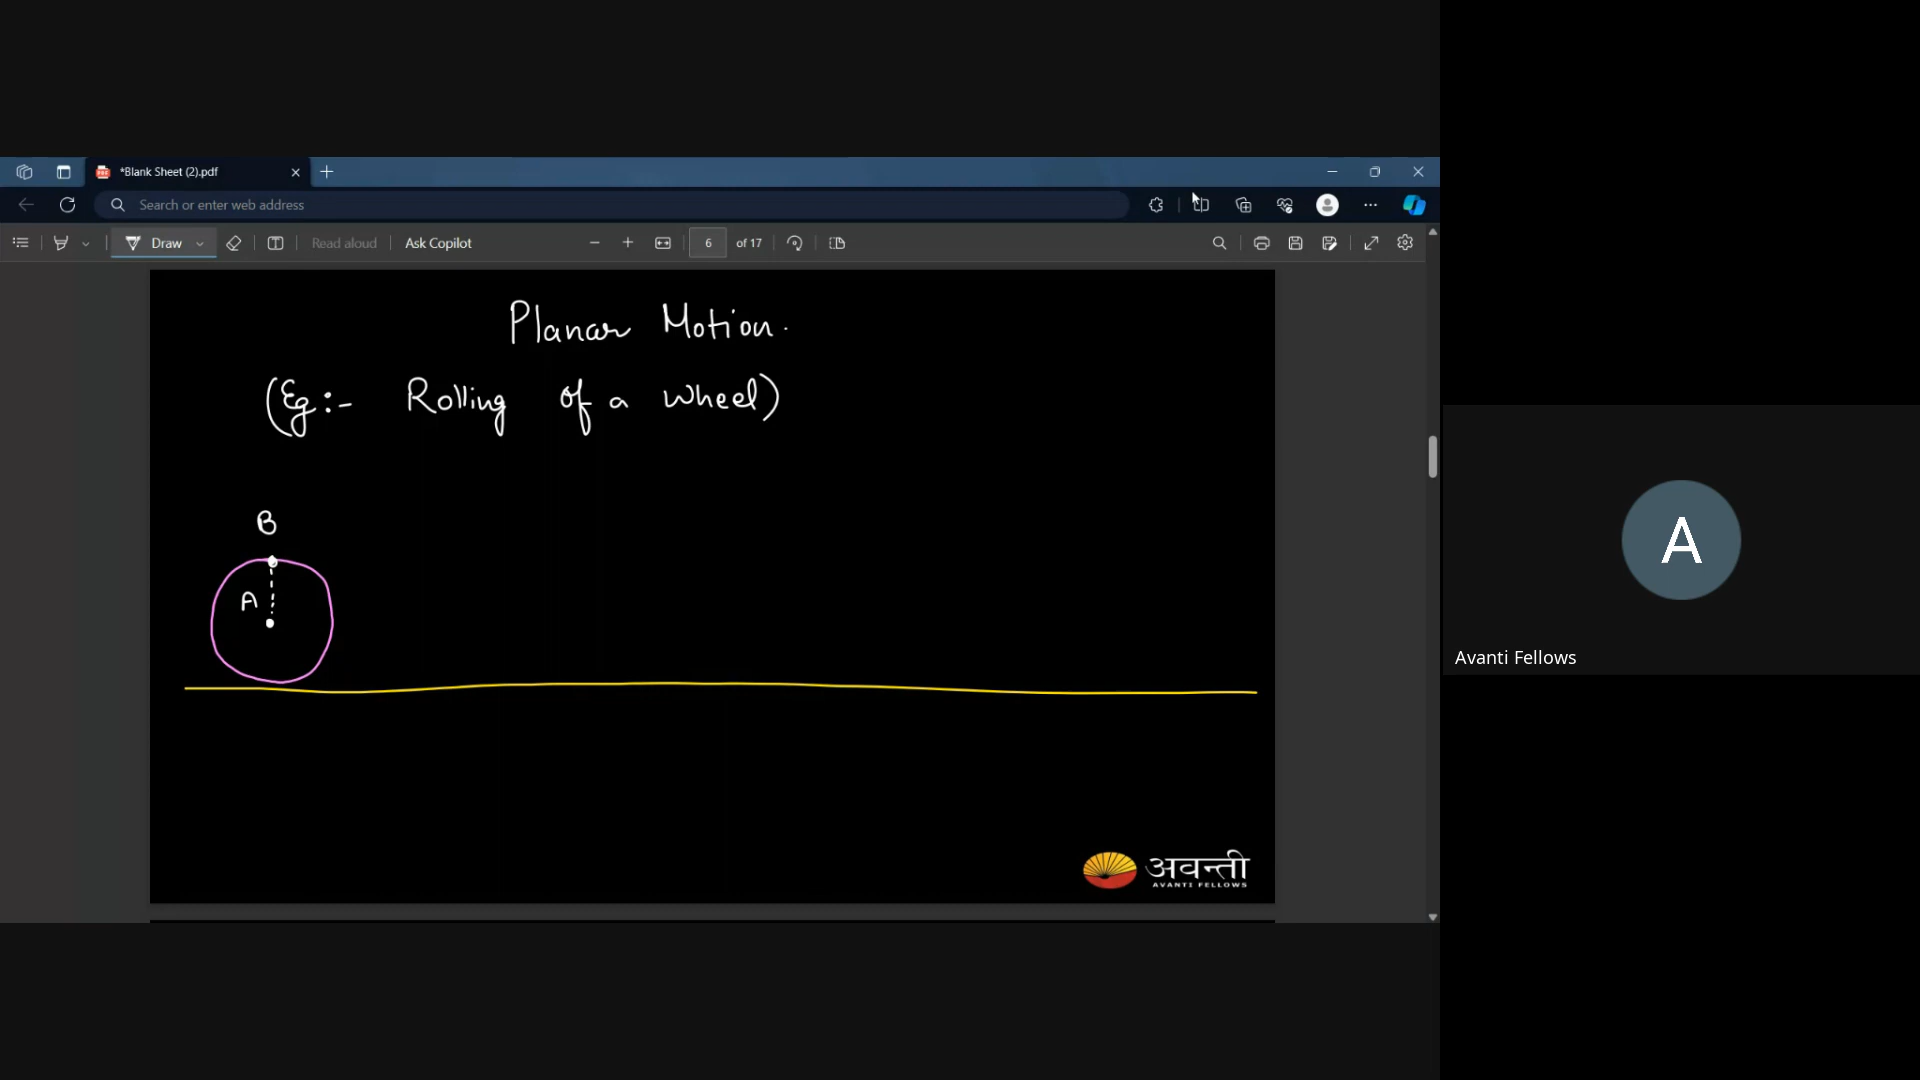 *Blank Sheet (2).pdf
Search or enter web address
Draw
Read aloud
Ask Copilot
6 of 17
Planar Motion.
(Eg:- Rolling of a wheel)
B
A
A
Avanti Fellows
अवन्ती
AVANTI FELLOWS